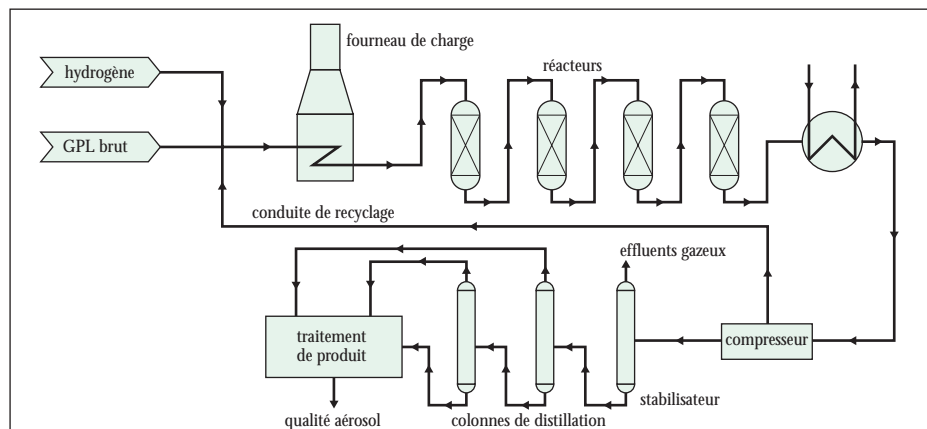 fourneau de charge
hydrogène
réacteurs
GPL brut
conduite de recyclage
effluents gazeux
traitement
de produit
compresseur
stabilisateur
qualité aérosol
colonnes de distillation